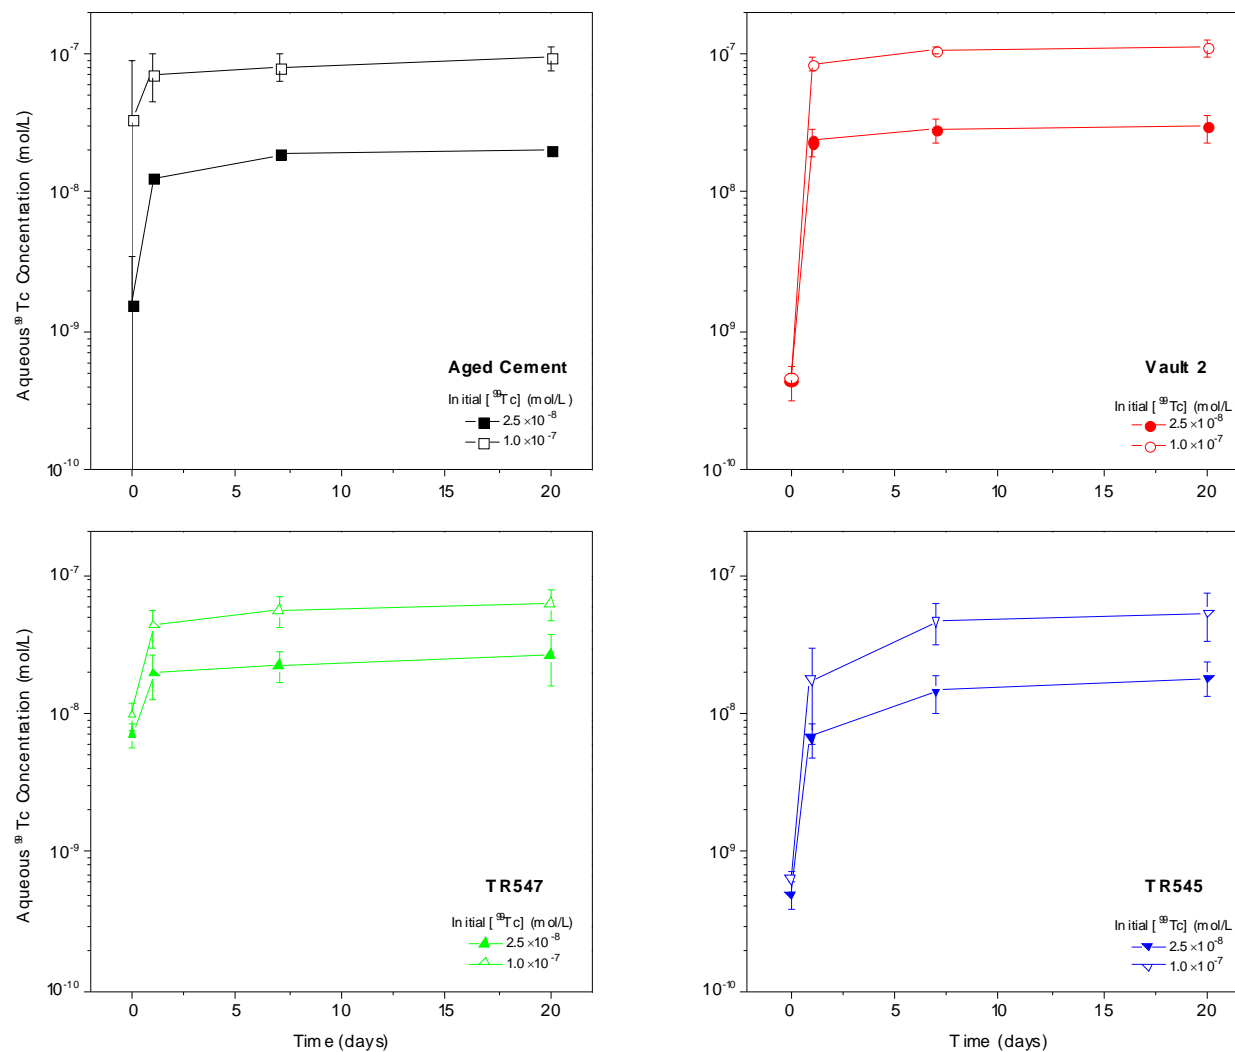 10-7
10-8
10-9
10-10
0 5 10 15 20
Aqueous 99 Tc Concentration (mol/L)
Aged Cement
Initial [ 99Tc] (mol/L)
2.5×10-8
1.0×10-7
10-7
10-8
10-9
10-10
0 5 10 15 20
Vault 2
Initial [ 99Tc] (mol/L
2.5×10-8
1.0×10-7
10-7
10-8
10-9
10-10
0 5 10 15 20
Aqueous 99 Tc Concentration (mol/L)
Time (days)
TR547
Initial [ 99Tc] (mol/L)
2.5×10-8
1.0×10-7
10-7
10-8
10-9
10-10
0 5 10 15 20
Time (days)
TR545
Initial [ 99Tc] (mol/L
2.5×10-8
1.0×10-7